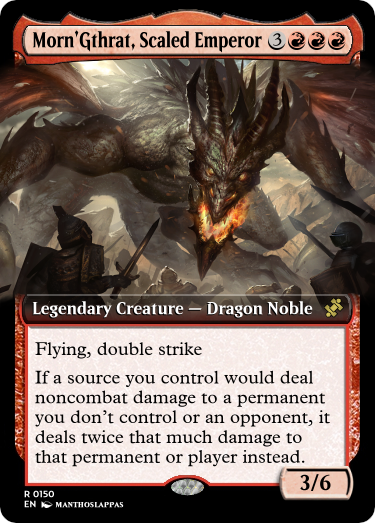 Morn'Gthrat, Scaled Emperor 3
Legendary Creature — Dragon Noble
Flying, double strike
If a source you control would deal
noncombat damage to a permanent
you don't control or an opponent, it
deals twice that much damage to
that permanent or player instead.
3/6
R 0150
EN MANTHOSLAPPAS